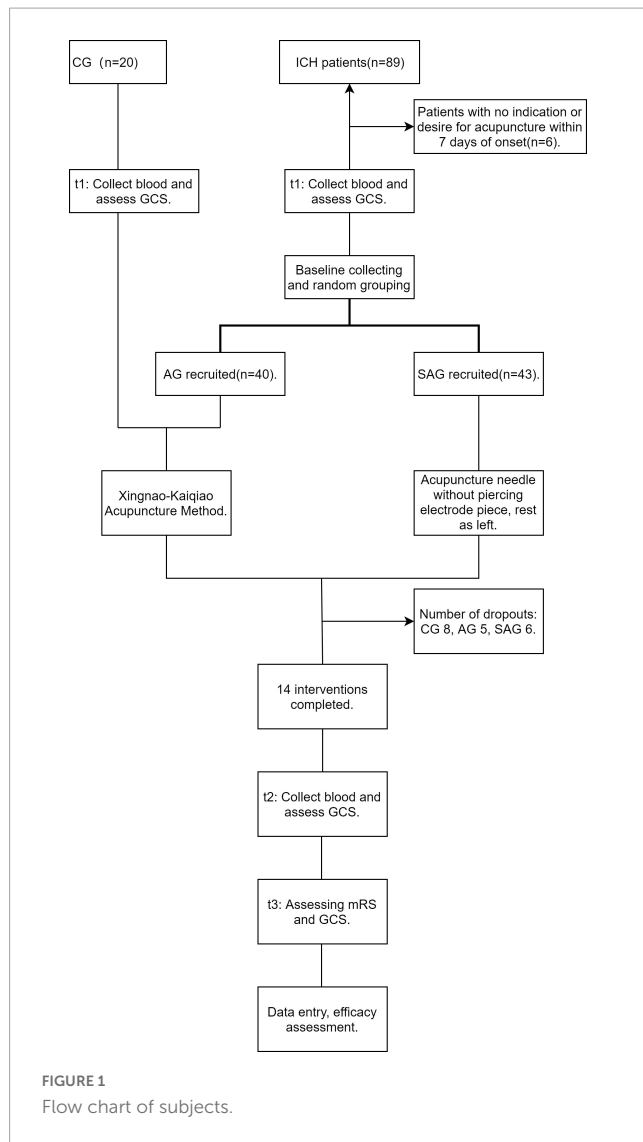 CG (n=20)
ICH patients(n=89)
Patients with no indication or
desire for acupuncture within
7 days of onset(n=6).
t1: Collect blood and
assess GCS.
t1: Collect blood and
assess GCS.
Baseline collecting
and random grouping
AG recruited(n=40).
SAG recruited(n=43).
Xingnao-Kaiqiao
Acupuncture Method.
Acupuncture needle
without piercing
electrode piece, rest
as left.
Number of dropouts:
CG 8, AG 5, SAG 6.
14 interventions
completed.
t2: Collect blood and
assess GCS.
t3: Assessing mRS
and GCS.
Data entry, efficacy
assessment.
FIGURE 1
Flow chart of subjects.